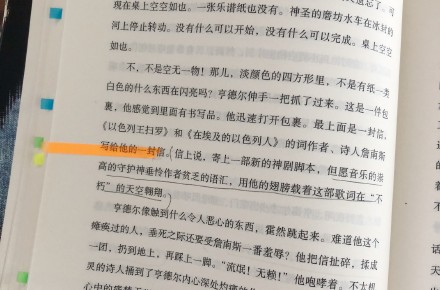 现在桌上空空如也。一张乐谱纸也没有。神圣的磨坊水车在冰封的
河上停止转动。没有什么可以开始，没有什么可以完成。桌上空空
如也。
不，不是空无一物！那儿，淡颜色的四方形里，不是有纸一类
白色的什么东西在闪亮吗？亨德尔伸手一把抓了过来。这是一件包
裹，他感觉到里面有书写品。他迅速打开包裹。最上面是一封信，
《以色列王扫罗》和《在埃及的以色列人》的词作者、诗人詹南斯
写给他的一封信。信上说，寄上一部新的神剧脚本，但愿音乐的崇
高的守护神垂怜作者贫乏的语汇，用他的翅膀载着这部歌词在“不
朽”的天空翱翔。
亨德尔像触到什么令人恶心的东西，霍然跳起来。难道他这个
瘫痪过的人，垂死之际还要受詹南斯一番羞辱？他把信扯碎，揉成
一团，扔到地上，再踩上一脚。“流氓！无赖！”他咆哮着。不太机
灵的诗人捅到了亨德尔内心深处灼痛的